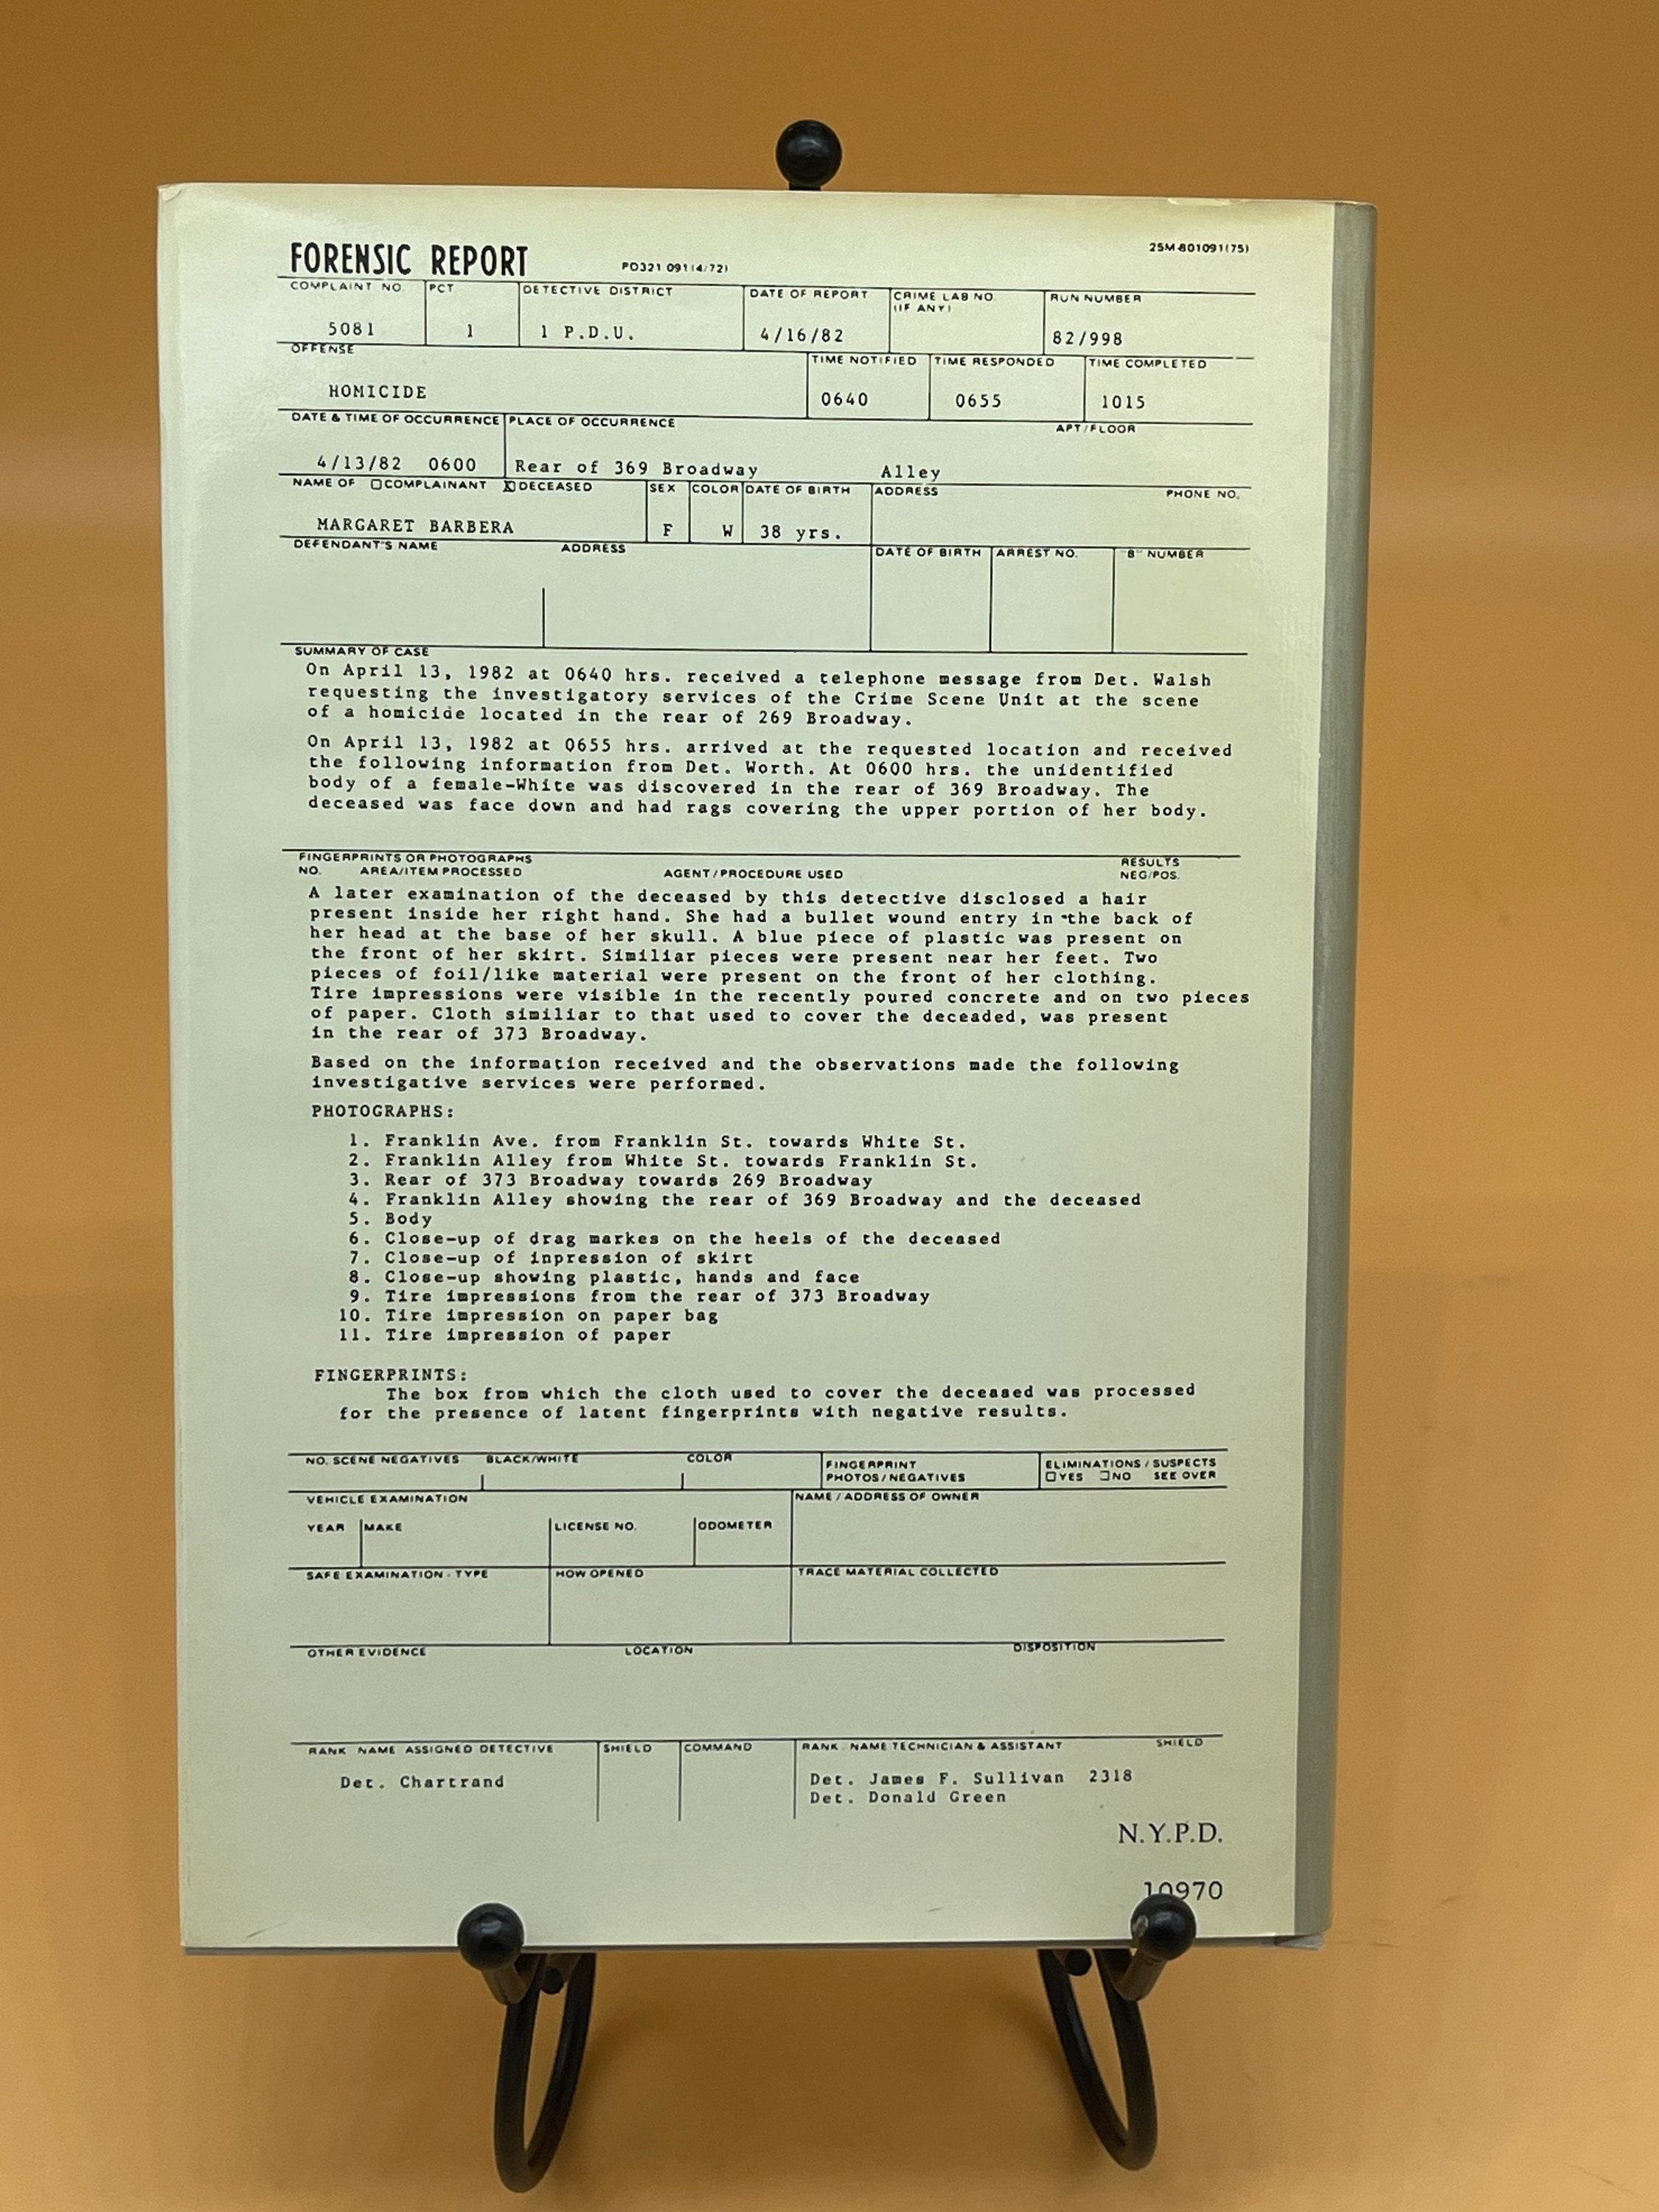 FORENSIC REPORT PD321 091(4/72) 25M-801091(75)
COMPLAINT NO. PCT DETECTIVE DISTRICT DATE OF REPORT CRIME LAB NO. (IF ANY) RUN NUMBER
5081 1 1 P.D.U. 4/16/82 82/998
OFFENSE TIME NOTIFIED TIME RESPONDED TIME COMPLETED
HOMICIDE 0640 0655 1015
DATE & TIME OF OCCURRENCE PLACE OF OCCURRENCE APT/FLOOR
4/13/82 0600 Rear of 369 Broadway Alley
NAME OF COMPLAINANT X DECEASED SEX COLOR DATE OF BIRTH ADDRESS PHONE NO.
MARGARET BARBERA F W 38 yrs.
DEFENDANT'S NAME ADDRESS DATE OF BIRTH ARREST NO. "B" NUMBER
SUMMARY OF CASE
On April 13, 1982 at 0640 hrs. received a telephone message from Det. Walsh
requesting the investigatory services of the Crime Scene Unit at the scene
of a homicide located in the rear of 269 Broadway.
On April 13, 1982 at 0655 hrs. arrived at the requested location and received
the following information from Det. Worth. At 0600 hrs. the unidentified
body of a female-White was discovered in the rear of 369 Broadway. The
deceased was face down and had rags covering the upper portion of her body.
FINGERPRINTS OR PHOTOGRAPHS RESULTS
NO. AREA/ITEM PROCESSED AGENT/PROCEDURE USED NEG/POS.
A later examination of the deceased by this detective disclosed a hair
present inside her right hand. She had a bullet wound entry in the back of
her head at the base of her skull. A blue piece of plastic was present on
the front of her skirt. Similiar pieces were present near her feet. Two
pieces of foil/like material were present on the front of her clothing.
Tire impressions were visible in the recently poured concrete and on two pieces
of paper. Cloth similiar to that used to cover the deceaded, was present
in the rear of 373 Broadway.
Based on the information received and the observations made the following
investigative services were performed.
PHOTOGRAPHS:
1. Franklin Ave. from Franklin St. towards White St.
2. Franklin Alley from White St. towards Franklin St.
3. Rear of 373 Broadway towards 269 Broadway
4. Franklin Alley showing the rear of 369 Broadway and the deceased
5. Body
6. Close-up of drag markes on the heels of the deceased
7. Close-up of inpression of skirt
8. Close-up showing plastic, hands and face
9. Tire impressions from the rear of 373 Broadway
10. Tire impression on paper bag
11. Tire impression of paper
FINGERPRINTS:
The box from which the cloth used to cover the deceased was processed
for the presence of latent fingerprints with negative results.
NO. SCENE NEGATIVES BLACK/WHITE COLOR FINGERPRINT ELIMINATIONS/SUSPECTS
PHOTOS/NEGATIVES YES NO SEE OVER
VEHICLE EXAMINATION NAME/ADDRESS OF OWNER
YEAR MAKE LICENSE NO. ODOMETER
SAFE EXAMINATION - TYPE HOW OPENED TRACE MATERIAL COLLECTED
OTHER EVIDENCE LOCATION DISPOSITION
RANK NAME ASSIGNED DETECTIVE SHIELD COMMAND RANK NAME TECHNICIAN & ASSISTANT SHIELD
Det. Chartrand Det. James F. Sullivan 2318
Det. Donald Green
N.Y.P.D.
10970